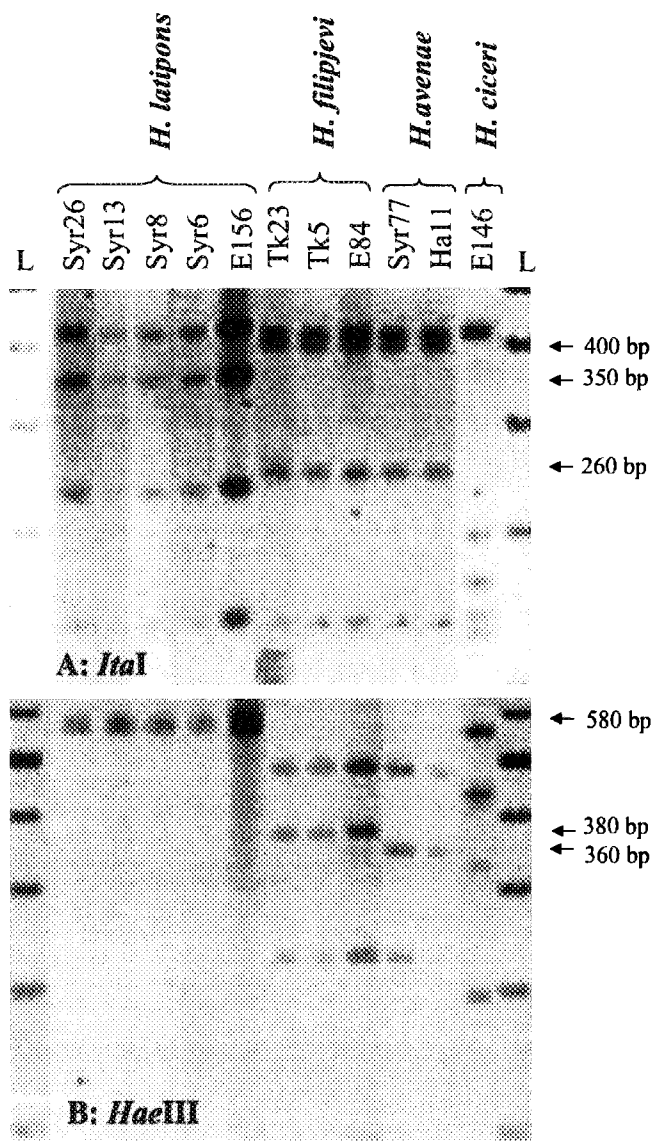 H. latipons
H. filipjevi
H.avenae
H. ciceri
L
Syr26
Syr13
Syr8
Syr6
E156
Tk23
Tk5
E84
Syr77
Ha11
E146
L
← 400 bp
← 350 bp
← 260 bp
A: ItaI
← 580 bp
← 380 bp
← 360 bp
B: HaeIII